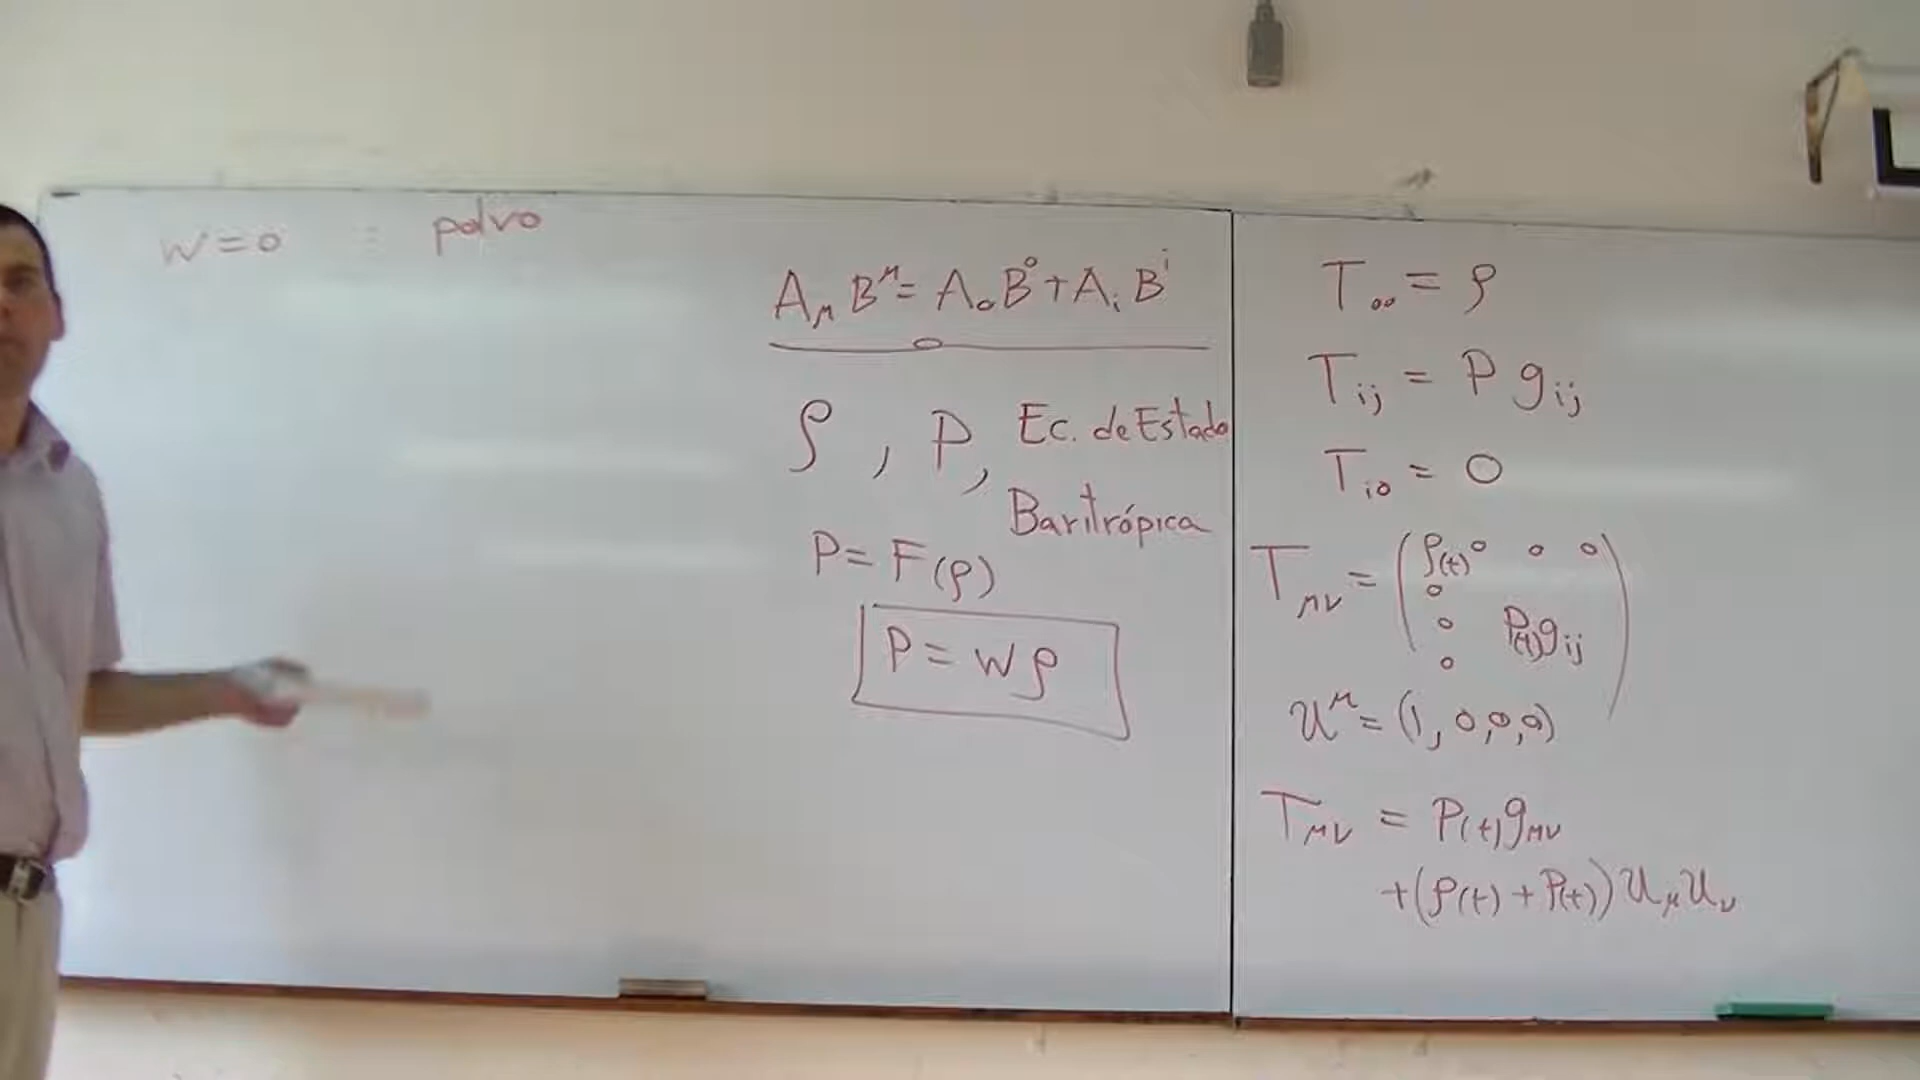 w=0 ≡ polvo
A_μ B^μ = A_0 B^0 + A_i B^i
ρ , P, Ec. de Estado
Baritrópica
P = F(ρ)
P = wρ
T_00 = ρ
T_ij = P g_ij
T_i0 = 0
T_μν = ( ρ(t) 0 0 0
0
0 P(t) g_ij
0 )
U^μ = (1, 0, 0, 0)
T_μν = P(t) g_μν
+ (ρ(t) + P(t)) U_μ U_ν